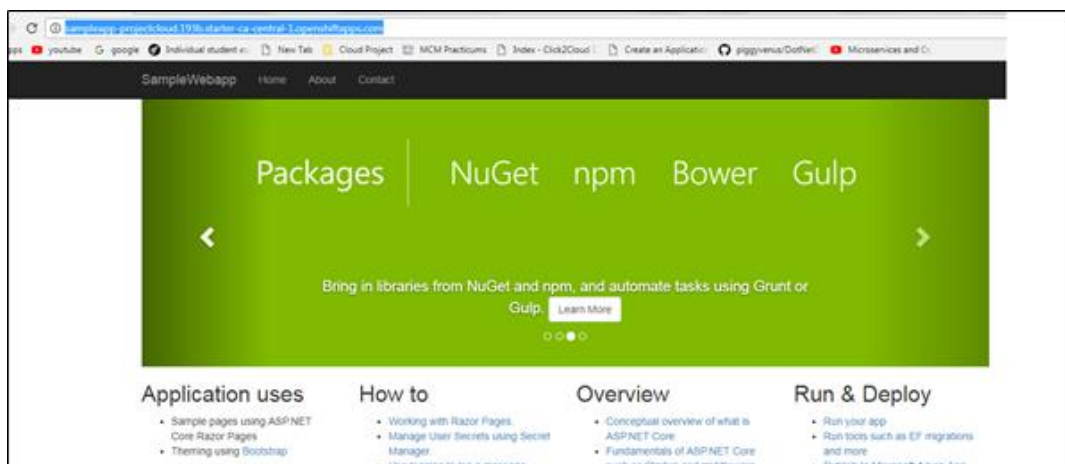 sampleapp-projectcloud.193b.starter-ca-central-1.openshiftapps.com
youtube google Individual student e New Tab Cloud Project MCM Practicums Index - Click2Cloud Create an Applicatio piggyvenus/DotNet Microservices and C
SampleWebapp Home About Contact
Packages NuGet npm Bower Gulp
Bring in libraries from NuGet and npm, and automate tasks using Grunt or
Gulp. Learn More
Application uses
Sample pages using ASP.NET
Core Razor Pages
Theming using Bootstrap
How to
Working with Razor Pages.
Manage User Secrets using Secret
Manager.
Overview
Conceptual overview of what is
ASP.NET Core
Fundamentals of ASP.NET Core
Run & Deploy
Run your app
Run tools such as EF migrations
and more